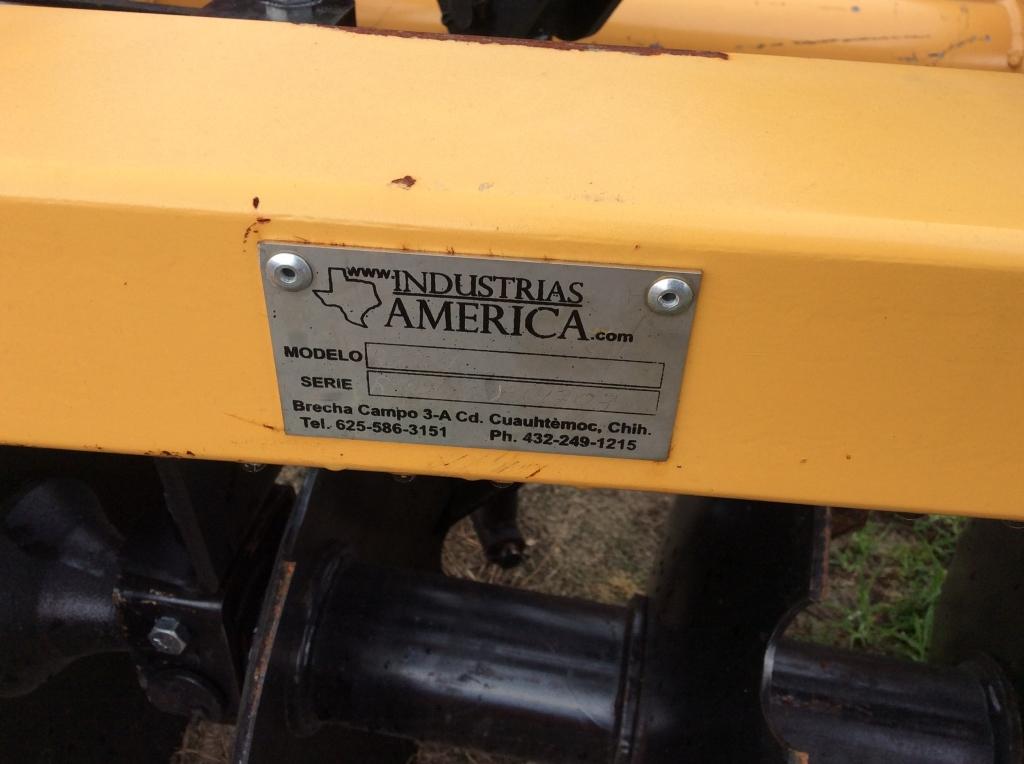 www.INDUSTRIAS
AMERICA.com
MODELO
SERIE
Brecha Campo 3-A Cd. Cuauhtèmoc, Chih.
Tel. 625-586-3151 Ph. 432-249-1215